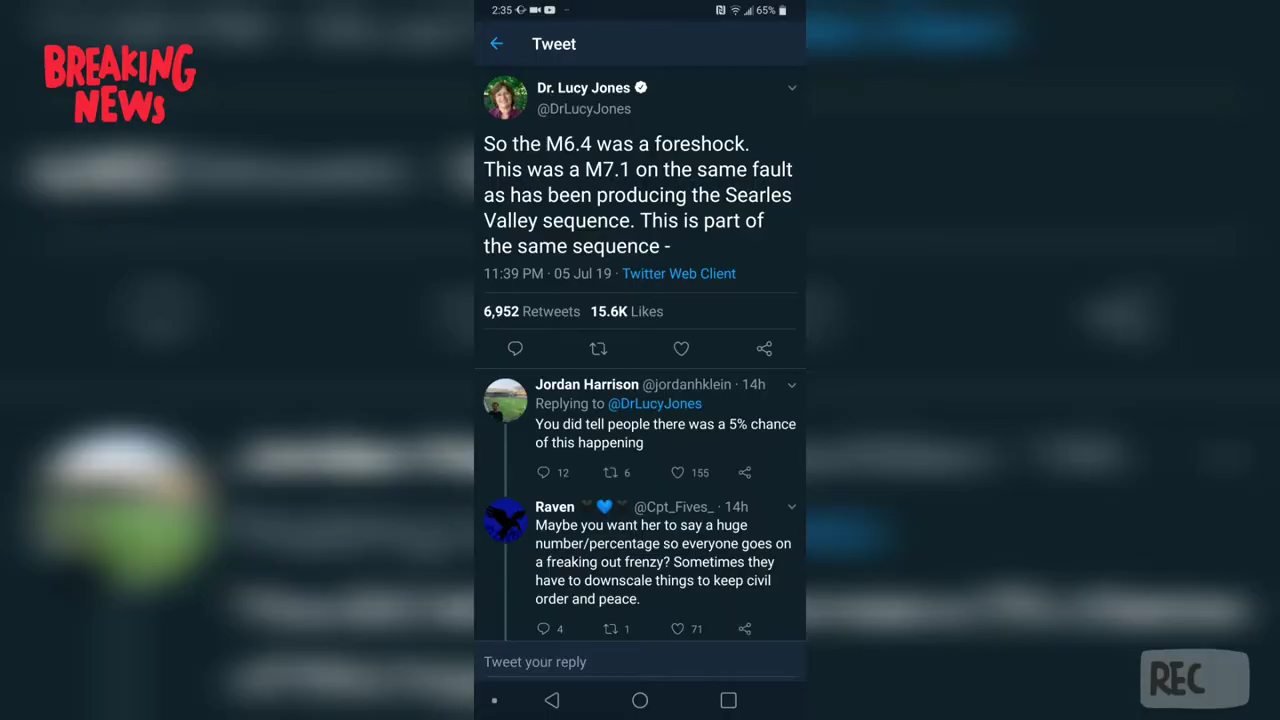 BREAKING
NEWS
2:35
65%
Tweet
Dr. Lucy Jones
@DrLucyJones
So the M6.4 was a foreshock.
This was a M7.1 on the same fault
as has been producing the Searles
Valley sequence. This is part of
the same sequence -
11:39 PM · 05 Jul 19 · Twitter Web Client
6,952 Retweets 15.6K Likes
Jordan Harrison @jordanhklein · 14h
Replying to @DrLucyJones
You did tell people there was a 5% chance
of this happening
12 6 155
Raven 🖤💙🖤 @Cpt_Fives_ · 14h
Maybe you want her to say a huge
number/percentage so everyone goes on
a freaking out frenzy? Sometimes they
have to downscale things to keep civil
order and peace.
4 1 71
Tweet your reply
REC